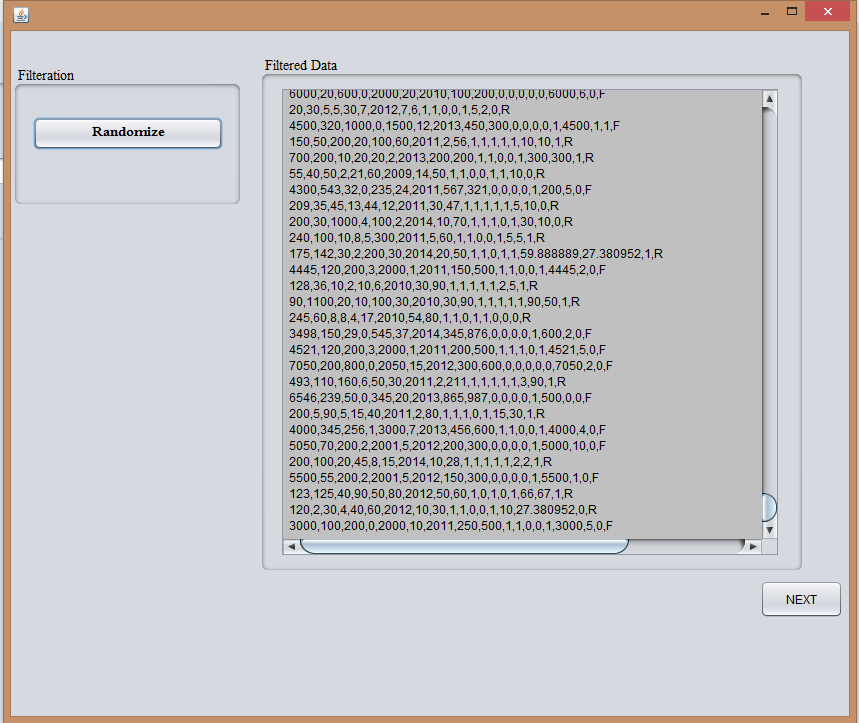 Filteration
Randomize
Filtered Data
6000,20,600,0,2000,20,2010,100,200,0,0,0,0,0,6000,6,0,F
20,30,5,5,30,7,2012,7,6,1,1,0,0,1,5,2,0,R
4500,320,1000,0,1500,12,2013,450,300,0,0,0,0,1,4500,1,1,F
150,50,200,20,100,60,2011,2,56,1,1,1,1,1,10,10,1,R
700,200,10,20,20,2,2013,200,200,1,1,0,0,1,300,300,1,R
55,40,50,2,21,60,2009,14,50,1,1,0,0,1,1,10,0,R
4300,543,32,0,235,24,2011,567,321,0,0,0,0,1,200,5,0,F
209,35,45,13,44,12,2011,30,47,1,1,1,1,1,5,10,0,R
200,30,1000,4,100,2,2014,10,70,1,1,1,0,1,30,10,0,R
240,100,10,8,5,300,2011,5,60,1,1,0,0,1,5,5,1,R
175,142,30,2,200,30,2014,20,50,1,1,0,1,1,59.888889,27.380952,1,R
4445,120,200,3,2000,1,2011,150,500,1,1,0,0,1,4445,2,0,F
128,36,10,2,10,6,2010,30,90,1,1,1,1,1,2,5,1,R
90,1100,20,10,100,30,2010,30,90,1,1,1,1,1,90,50,1,R
245,60,8,8,4,17,2010,54,80,1,1,0,1,1,0,0,0,R
3498,150,29,0,545,37,2014,345,876,0,0,0,0,1,600,2,0,F
4521,120,200,3,2000,1,2011,200,500,1,1,1,0,1,4521,5,0,F
7050,200,800,0,2050,15,2012,300,600,0,0,0,0,0,7050,2,0,F
493,110,160,6,50,30,2011,2,211,1,1,1,1,1,3,90,1,R
6546,239,50,0,345,20,2013,865,987,0,0,0,0,1,500,0,0,F
200,5,90,5,15,40,2011,2,80,1,1,1,0,1,15,30,1,R
4000,345,256,1,3000,7,2013,456,600,1,1,0,0,1,4000,4,0,F
5050,70,200,2,2001,5,2012,200,300,0,0,0,0,1,5000,10,0,F
200,100,20,45,8,15,2014,10,28,1,1,1,1,1,2,2,1,R
5500,55,200,2,2001,5,2012,150,300,0,0,0,0,1,5500,1,0,F
123,125,40,90,50,80,2012,50,60,1,0,1,0,1,66,67,1,R
120,2,30,4,40,60,2012,10,30,1,1,0,0,1,10,27.380952,0,R
3000,100,200,0,2000,10,2011,250,500,1,1,0,0,1,3000,5,0,F
NEXT